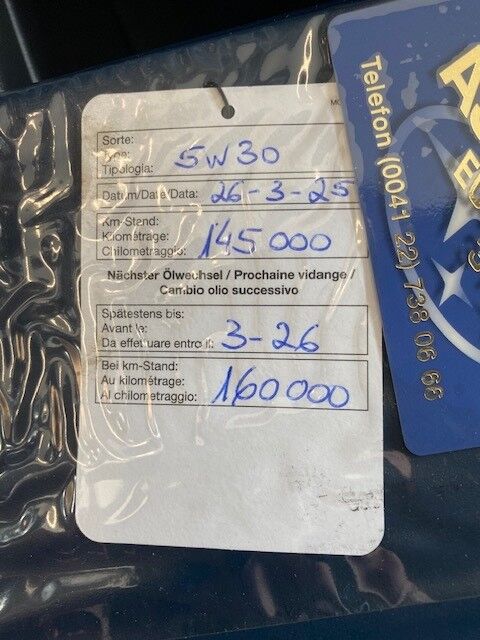 Sorte:
Type:
Tipologia: 5W30
Datum/Date/Data: 26-3-25
Km-Stand:
Kilométrage:
Chilometraggio: 145 000
Nächster Ölwechsel / Prochaine vidange /
Cambio olio successivo
Spätestens bis:
Avant le:
Da effettuare entro il: 3-26
Bei km-Stand:
Au kilométrage:
Al chilometraggio: 160 000
Telefon (0041 22) 738 06 66